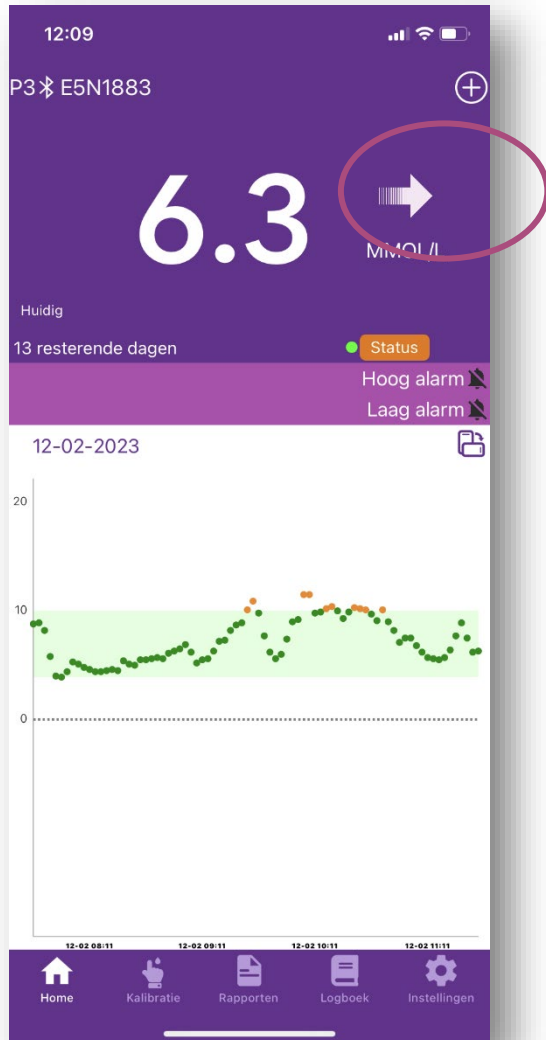 12:09
P3 E5N1883
6.3
MMOL/L
Huidig
13 resterende dagen
Status
Hoog alarm
Laag alarm
12-02-2023
20
10
0
12-02 08:11 12-02 09:11 12-02 10:11 12-02 11:11
Home Kalibratie Rapporten Logboek Instellingen